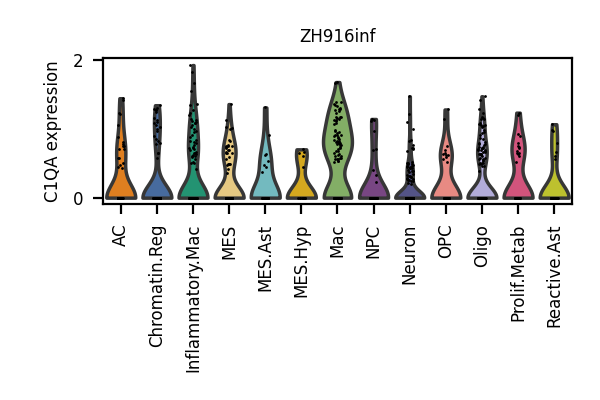 ZH916inf
C1QA expression
2
0
AC
Chromatin.Reg
Inflammatory.Mac
MES
MES.Ast
MES.Hyp
Mac
NPC
Neuron
OPC
Oligo
Prolif.Metab
Reactive.Ast